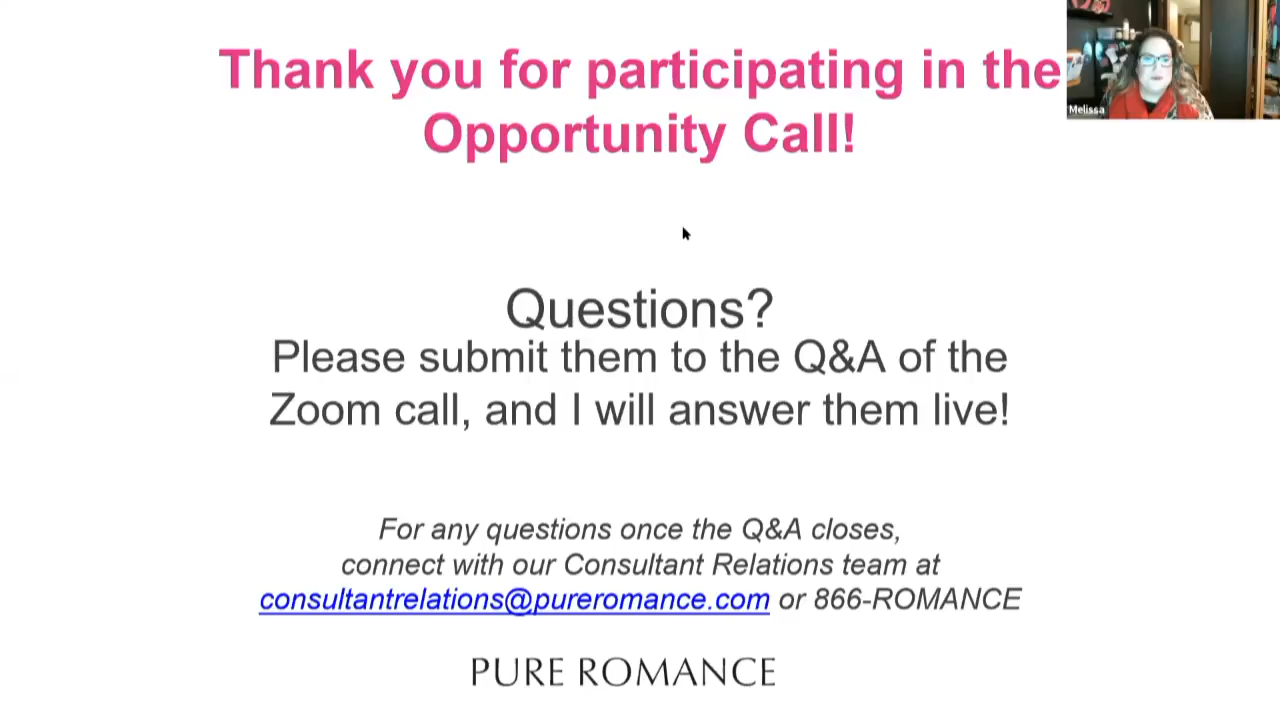 Thank you for participating in the
Opportunity Call!
Melissa
Questions?
Please submit them to the Q&A of the
Zoom call, and I will answer them live!
For any questions once the Q&A closes,
connect with our Consultant Relations team at
consultantrelations@pureromance.com or 866-ROMANCE
PURE ROMANCE